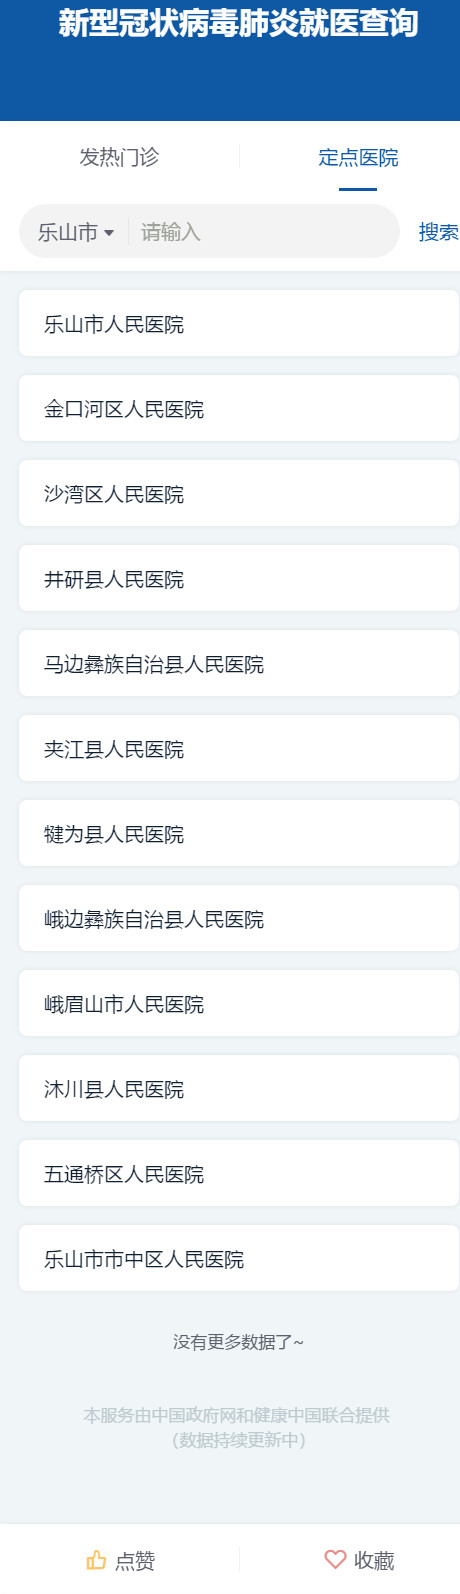 新型冠状病毒肺炎就医查询
发热门诊 定点医院
乐山市 请输入 搜索
乐山市人民医院
金口河区人民医院
沙湾区人民医院
井研县人民医院
马边彝族自治县人民医院
夹江县人民医院
犍为县人民医院
峨边彝族自治县人民医院
峨眉山市人民医院
沐川县人民医院
五通桥区人民医院
乐山市市中区人民医院
没有更多数据了~
本服务由中国政府网和健康中国联合提供
（数据持续更新中）
点赞 收藏